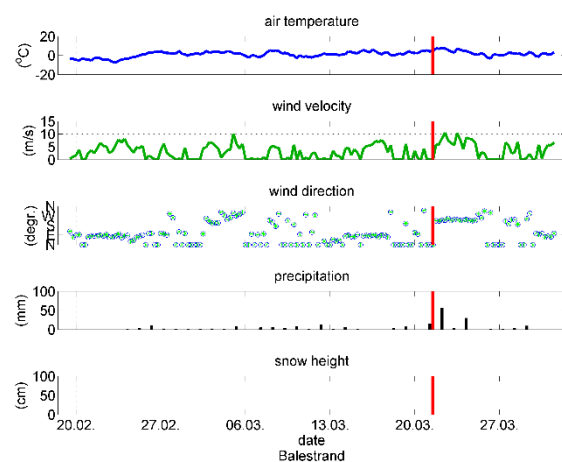 air temperature
20
0
-20
(°C)
wind velocity
15
10
5
0
(m/s)
wind direction
N
W
S
E
N
(degr.)
precipitation
100
50
0
(mm)
snow height
100
50
0
(cm)
20.02. 27.02. 06.03. 13.03. 20.03. 27.03.
date
Balestrand